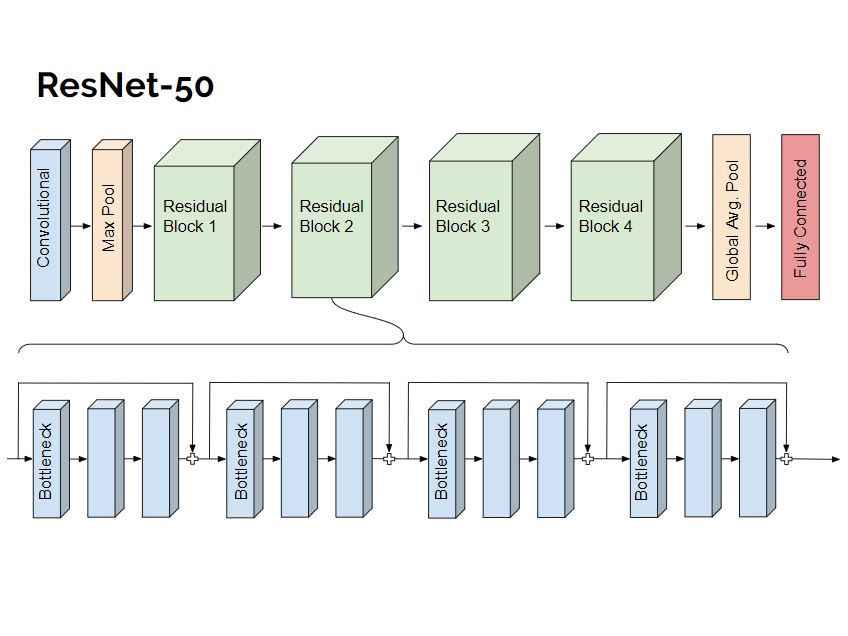 ResNet-50
Convolutional
Max Pool
Residual
Block 1
Residual
Block 2
Residual
Block 3
Residual
Block 4
Global Avg. Pool
Fully Connected
Bottleneck
Bottleneck
Bottleneck
Bottleneck